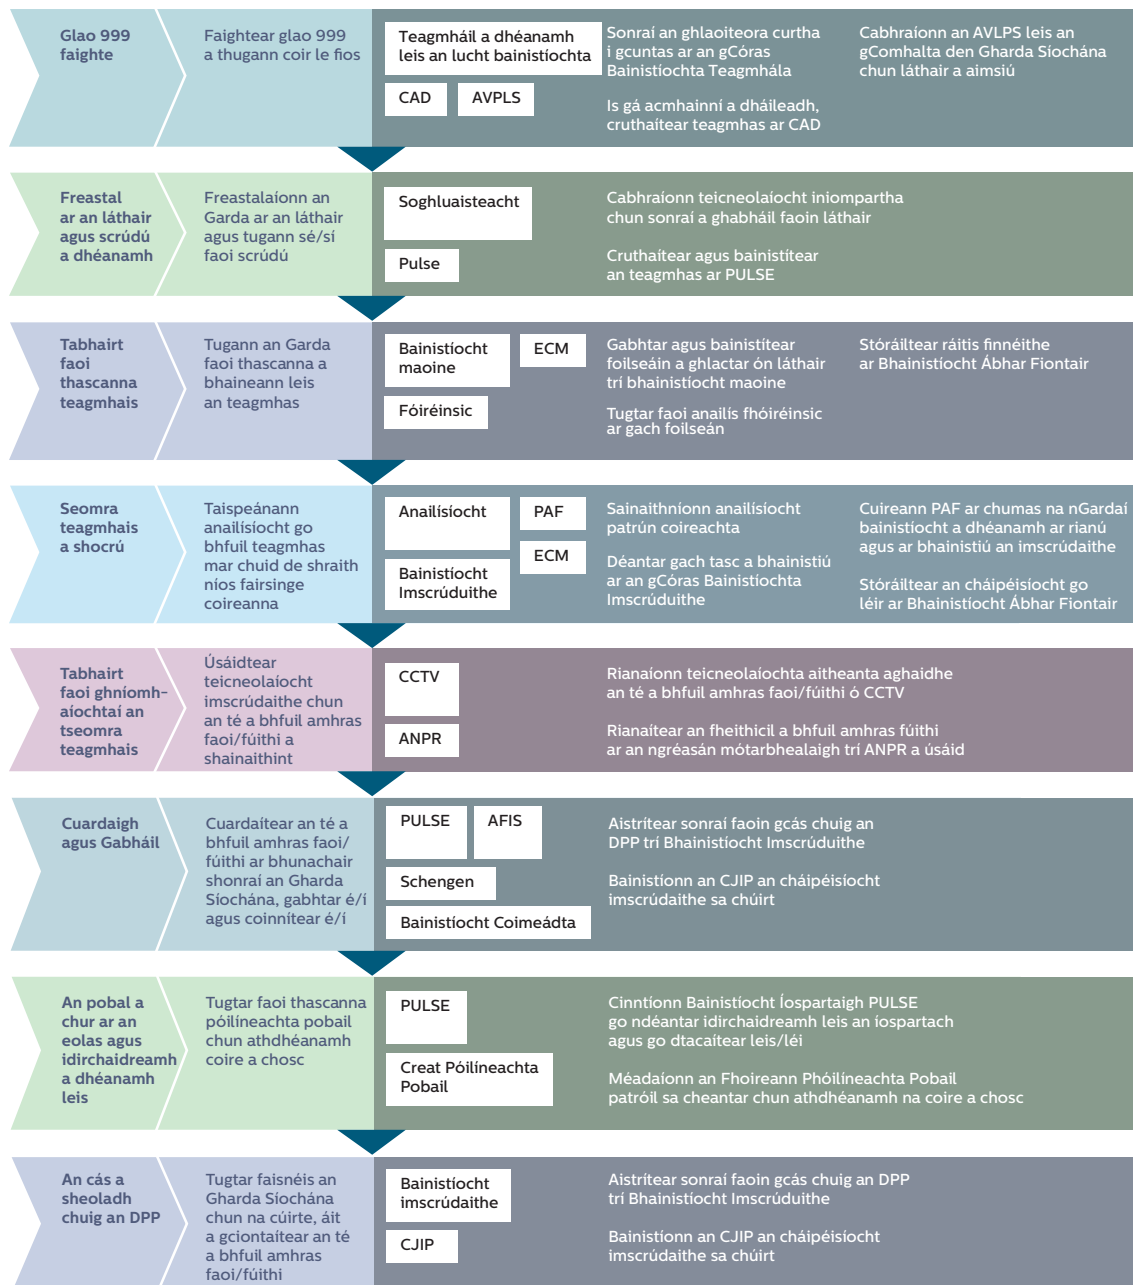 Glao 999
faighte
Faightear glao 999
a thugann coir le fios
Teagmháil a dhéanamh
leis an lucht bainistíochta
CAD
AVPLS
Sonraí an ghlaoiteora curtha
i gcuntas ar an gCóras
Bainistíochta Teagmhála
Is gá acmhainní a dháileadh,
cruthaítear teagmhas ar CAD
Cabhraíonn an AVLPS leis an
gComhalta den Gharda Síochána
chun láthair a aimsiú
Freastal
ar an láthair
agus scrúdú
a dhéanamh
Freastalaíonn an
Garda ar an láthair
agus tugann sé/sí
faoi scrúdú
Soghluaisteacht
Pulse
Cabhraíonn teicneolaíocht iniompartha
chun sonraí a ghabháil faoin láthair
Cruthaítear agus bainistítear
an teagmhas ar PULSE
Tabhairt
faoi
thascanna
teagmhais
Tugann an Garda
faoi thascanna a
bhaineann leis
an teagmhas
Bainistíocht
maoine
ECM
Fóiréinsic
Gabhtar agus bainistítear
foilseáin a ghlactar ón láthair
trí bhainistíocht maoine
Tugtar faoi anailís fhóiréinsic
ar gach foilseán
Stóráiltear ráitis finnéithe
ar Bhainistíocht Ábhar Fiontair
Seomra
teagmhais
a shocrú
Taispeánann
anailísíocht go
bhfuil teagmhas
mar chuid de shraith
níos fairsinge
coireanna
Anailísíocht
PAF
ECM
Bainistíocht
Imscrúduithe
Sainaithníonn anailísíocht
patrún coireachta
Déantar gach tasc a bhainistiú
ar an gCóras Bainistíochta
Imscrúduithe
Cuireann PAF ar chumas na nGardaí
bainistíocht a dhéanamh ar rianú
agus ar bhainistiú an imscrúdaithe
Stóráiltear an cháipéisíocht go
léir ar Bhainistíocht Ábhar Fiontair
Tabhairt
faoi ghníomh-
aíochtaí an
tseomra
teagmhais
Úsáidtear
teicneolaíocht
imscrúdaithe chun
an té a bhfuil amhras
faoi/fúithi a
shainaithint
CCTV
ANPR
Rianaíonn teicneolaíochta aitheanta aghaidhe
an té a bhfuil amhras faoi/fúithi ó CCTV
Rianaítear an fheithicil a bhfuil amhras fúithi
ar an ngréasán mótarbhealaigh trí ANPR a úsáid
Cuardaigh
agus Gabháil
Cuardaítear an té a
bhfuil amhras faoi/
fúithi ar bhunachair
shonraí an Gharda
Síochána, gabhtar é/í
agus coinnítear é/í
PULSE
AFIS
Schengen
Bainistíocht Coimeádta
Aistrítear sonraí faoin gcás chuig an
DPP trí Bhainistíocht Imscrúduithe
Bainistíonn an CJIP an cháipéisíocht
imscrúdaithe sa chúirt
An pobal a
chur ar an
eolas agus
idirchaidreamh
a dhéanamh
leis
Tugtar faoi thascanna
póilíneachta pobail
chun athdhéanamh
coire a chosc
PULSE
Creat Póilíneachta
Pobail
Cinntíonn Bainistíocht Íospartaigh PULSE
go ndéantar idirchaidreamh leis an íospartach
agus go dtacaítear leis/léi
Méadaíonn an Fhoireann Phóilíneachta Pobail
patróil sa cheantar chun athdhéanamh na coire a chosc
An cás a
sheoladh
chuig an DPP
Tugtar faisnéis an
Gharda Síochána
chun na cúirte, áit
a gciontaítear an té
a bhfuil amhras
faoi/fúithi
Bainistíocht
imscrúdaithe
CJIP
Aistrítear sonraí faoin gcás chuig an DPP
trí Bhainistíocht Imscrúduithe
Bainistíonn an CJIP an cháipéisíocht
imscrúdaithe sa chúirt